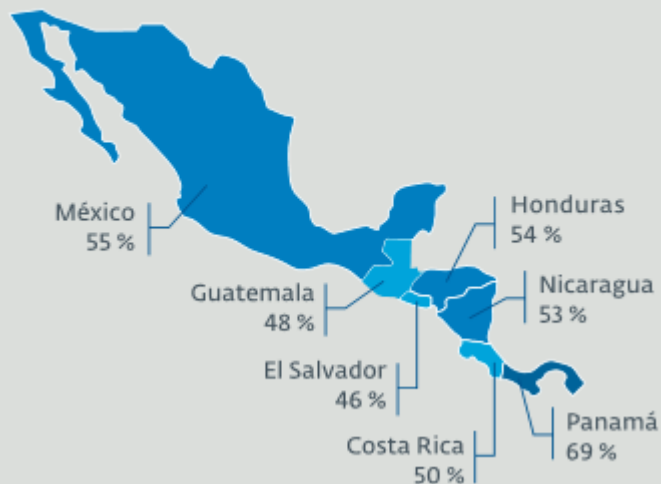 México
55 %
Honduras
54 %
Guatemala
48 %
Nicaragua
53 %
El Salvador
46 %
Costa Rica
50 %
Panamá
69 %